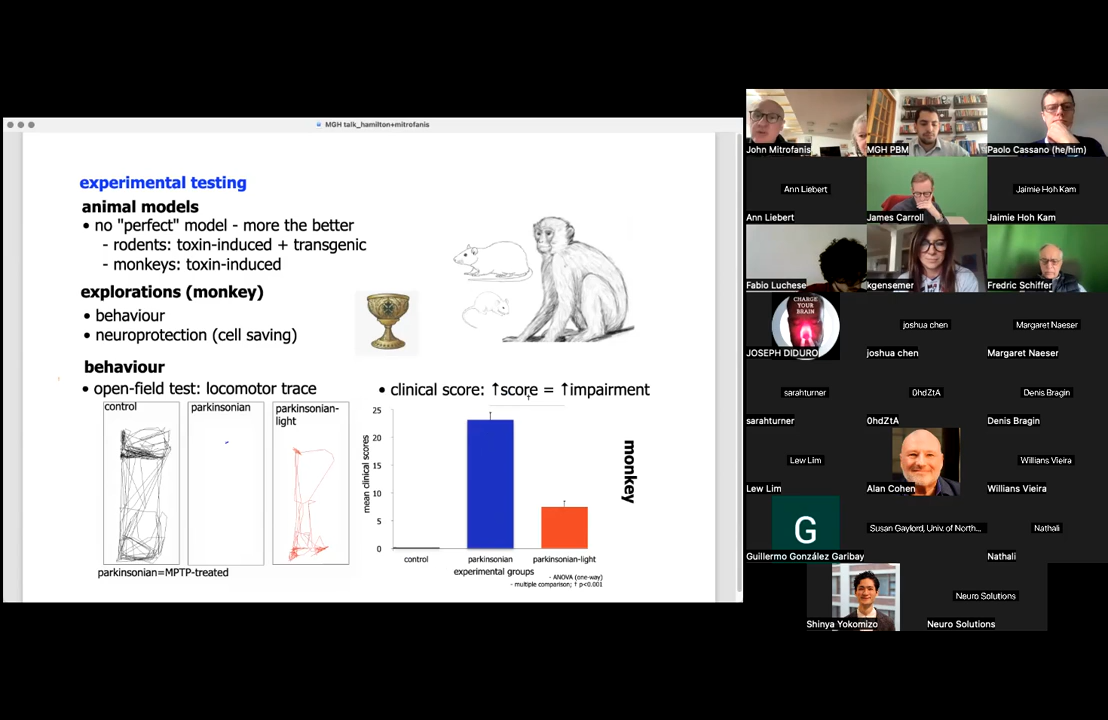 MGH talk_hamilton+mitrofanis
experimental testing
animal models
• no "perfect" model - more the better
- rodents: toxin-induced + transgenic
- monkeys: toxin-induced
explorations (monkey)
• behaviour
• neuroprotection (cell saving)
behaviour
• open-field test: locomotor trace
control
parkinsonian
parkinsonian-
light
parkinson=MPTP-treated
• clinical score: ↑score = ↑impairment
mean clinical scores
25
20
15
10
5
0
control
parkinsonian
parkinsonian-light
experimental groups
- ANOVA (one-way)
- multiple comparison; † p<0.001
monkey
John Mitrofanis
MGH PBM
Paolo Cassano (he/him)
Ann Liebert
Ann Liebert
James Carroll
Jaimie Hoh Kam
Jaimie Hoh Kam
Fabio Luchese
kgensemer
Fredric Schiffer
CHARGE
YOUR
BRAIN
JOSEPH DIDURO
joshua chen
joshua chen
Margaret Naeser
Margaret Naeser
sarahturner
sarahturner
0hdZtA
0hdZtA
Denis Bragin
Denis Bragin
Lew Lim
Lew Lim
Alan Cohen
Willians Vieira
Willians Vieira
G
Guillermo González Garibay
Susan Gaylord, Univ. of North...
Nathali
Nathali
Shinya Yokomizo
Neuro Solutions
Neuro Solutions